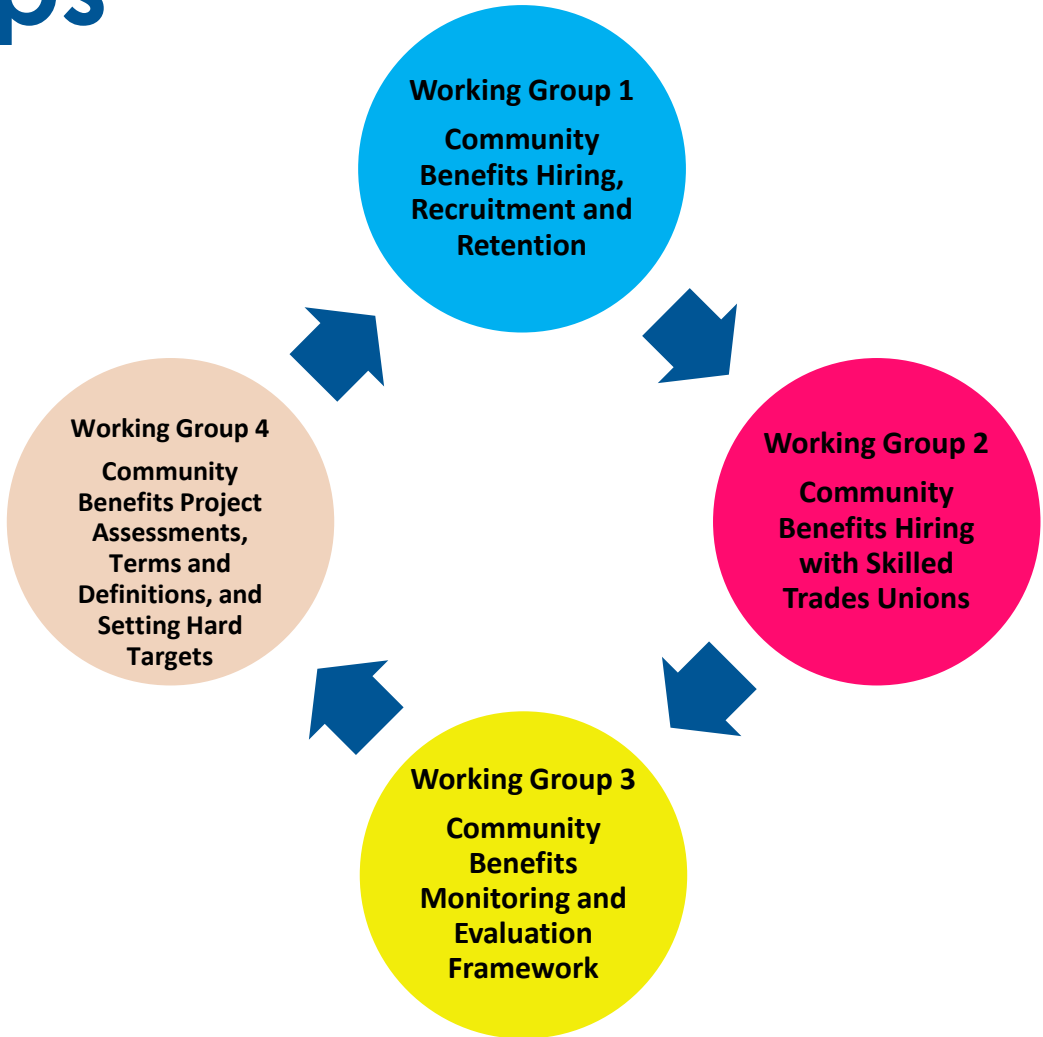 ps
Working Group 1
Community
Benefits Hiring,
Recruitment and
Retention
Working Group 2
Community
Benefits Hiring
with Skilled
Trades Unions
Working Group 3
Community
Benefits
Monitoring and
Evaluation
Framework
Working Group 4
Community
Benefits Project
Assessments,
Terms and
Definitions, and
Setting Hard
Targets